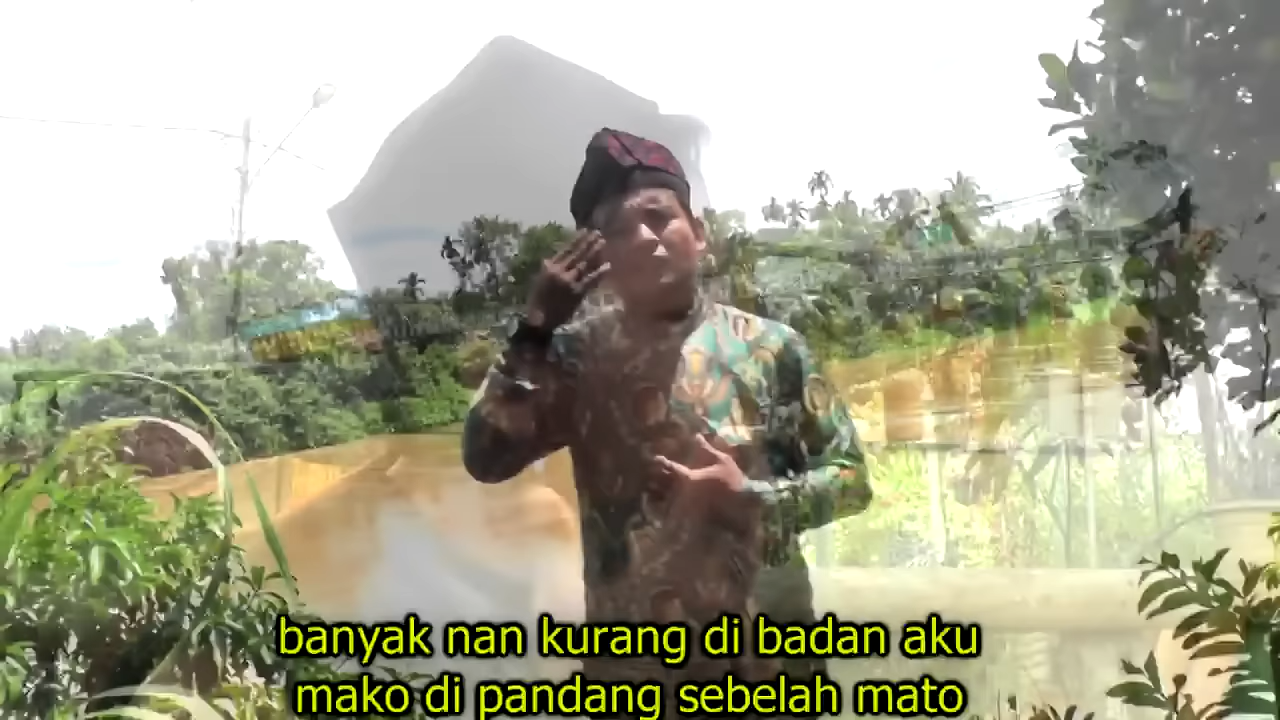 banyak nan kurang di badan aku
mako di pandang sebelah mato